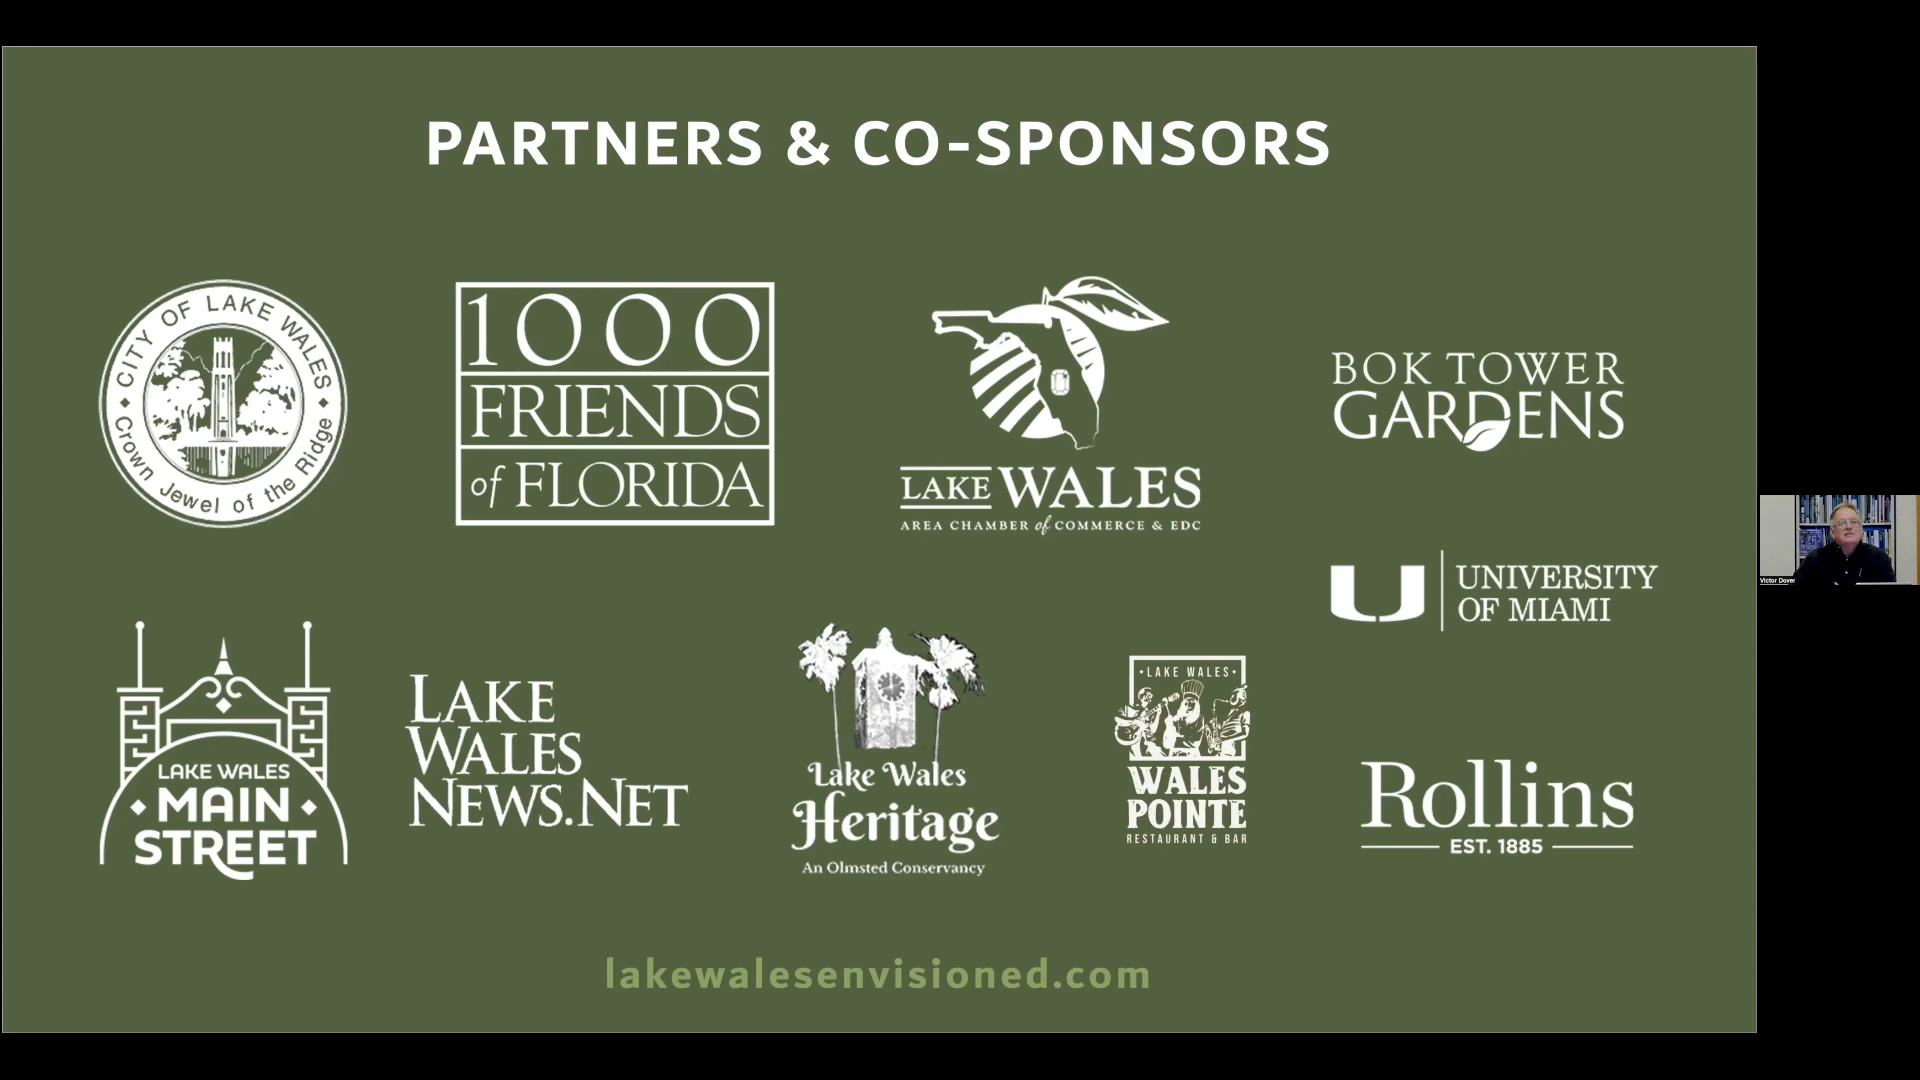 PARTNERS & CO-SPONSORS
CITY OF LAKE WALES
Crown Jewel of the Ridge
1000
FRIENDS
of FLORIDA
LAKE WALES
AREA CHAMBER of COMMERCE & EDC
BOK TOWER
GARDENS
UNIVERSITY
OF MIAMI
LAKE WALES
MAIN
STREET
LAKE
WALES
NEWS.NET
Lake Wales
Heritage
An Olmsted Conservancy
LAKE WALES
WALES
POINTE
RESTAURANT & BAR
Rollins
EST. 1885
lakewalesenvisioned.com
Victor Dover